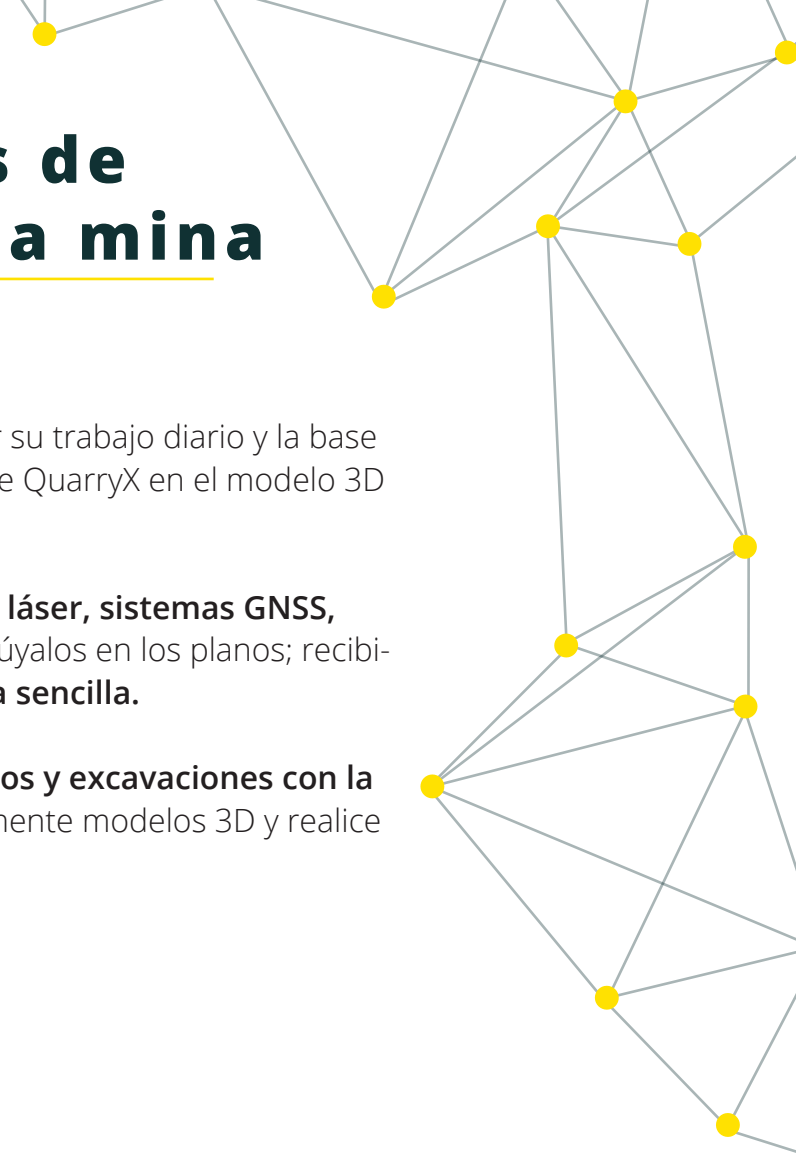 s de
a mina
r su trabajo diario y la base
e QuarryX en el modelo 3D
láser, sistemas GNSS,
úyalos en los planos; recibi-
a sencilla.
os y excavaciones con la
mente modelos 3D y realice